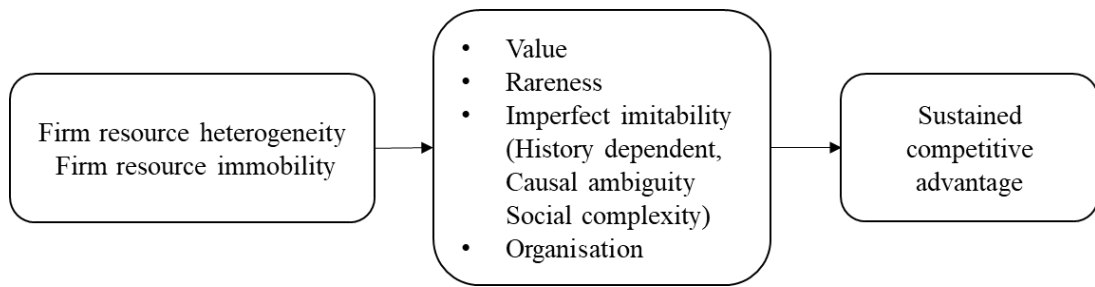 Firm resource heterogeneity
Firm resource immobility
• Value
• Rareness
• Imperfect imitability
(History dependent,
Causal ambiguity
Social complexity)
• Organisation
Sustained
competitive
advantage